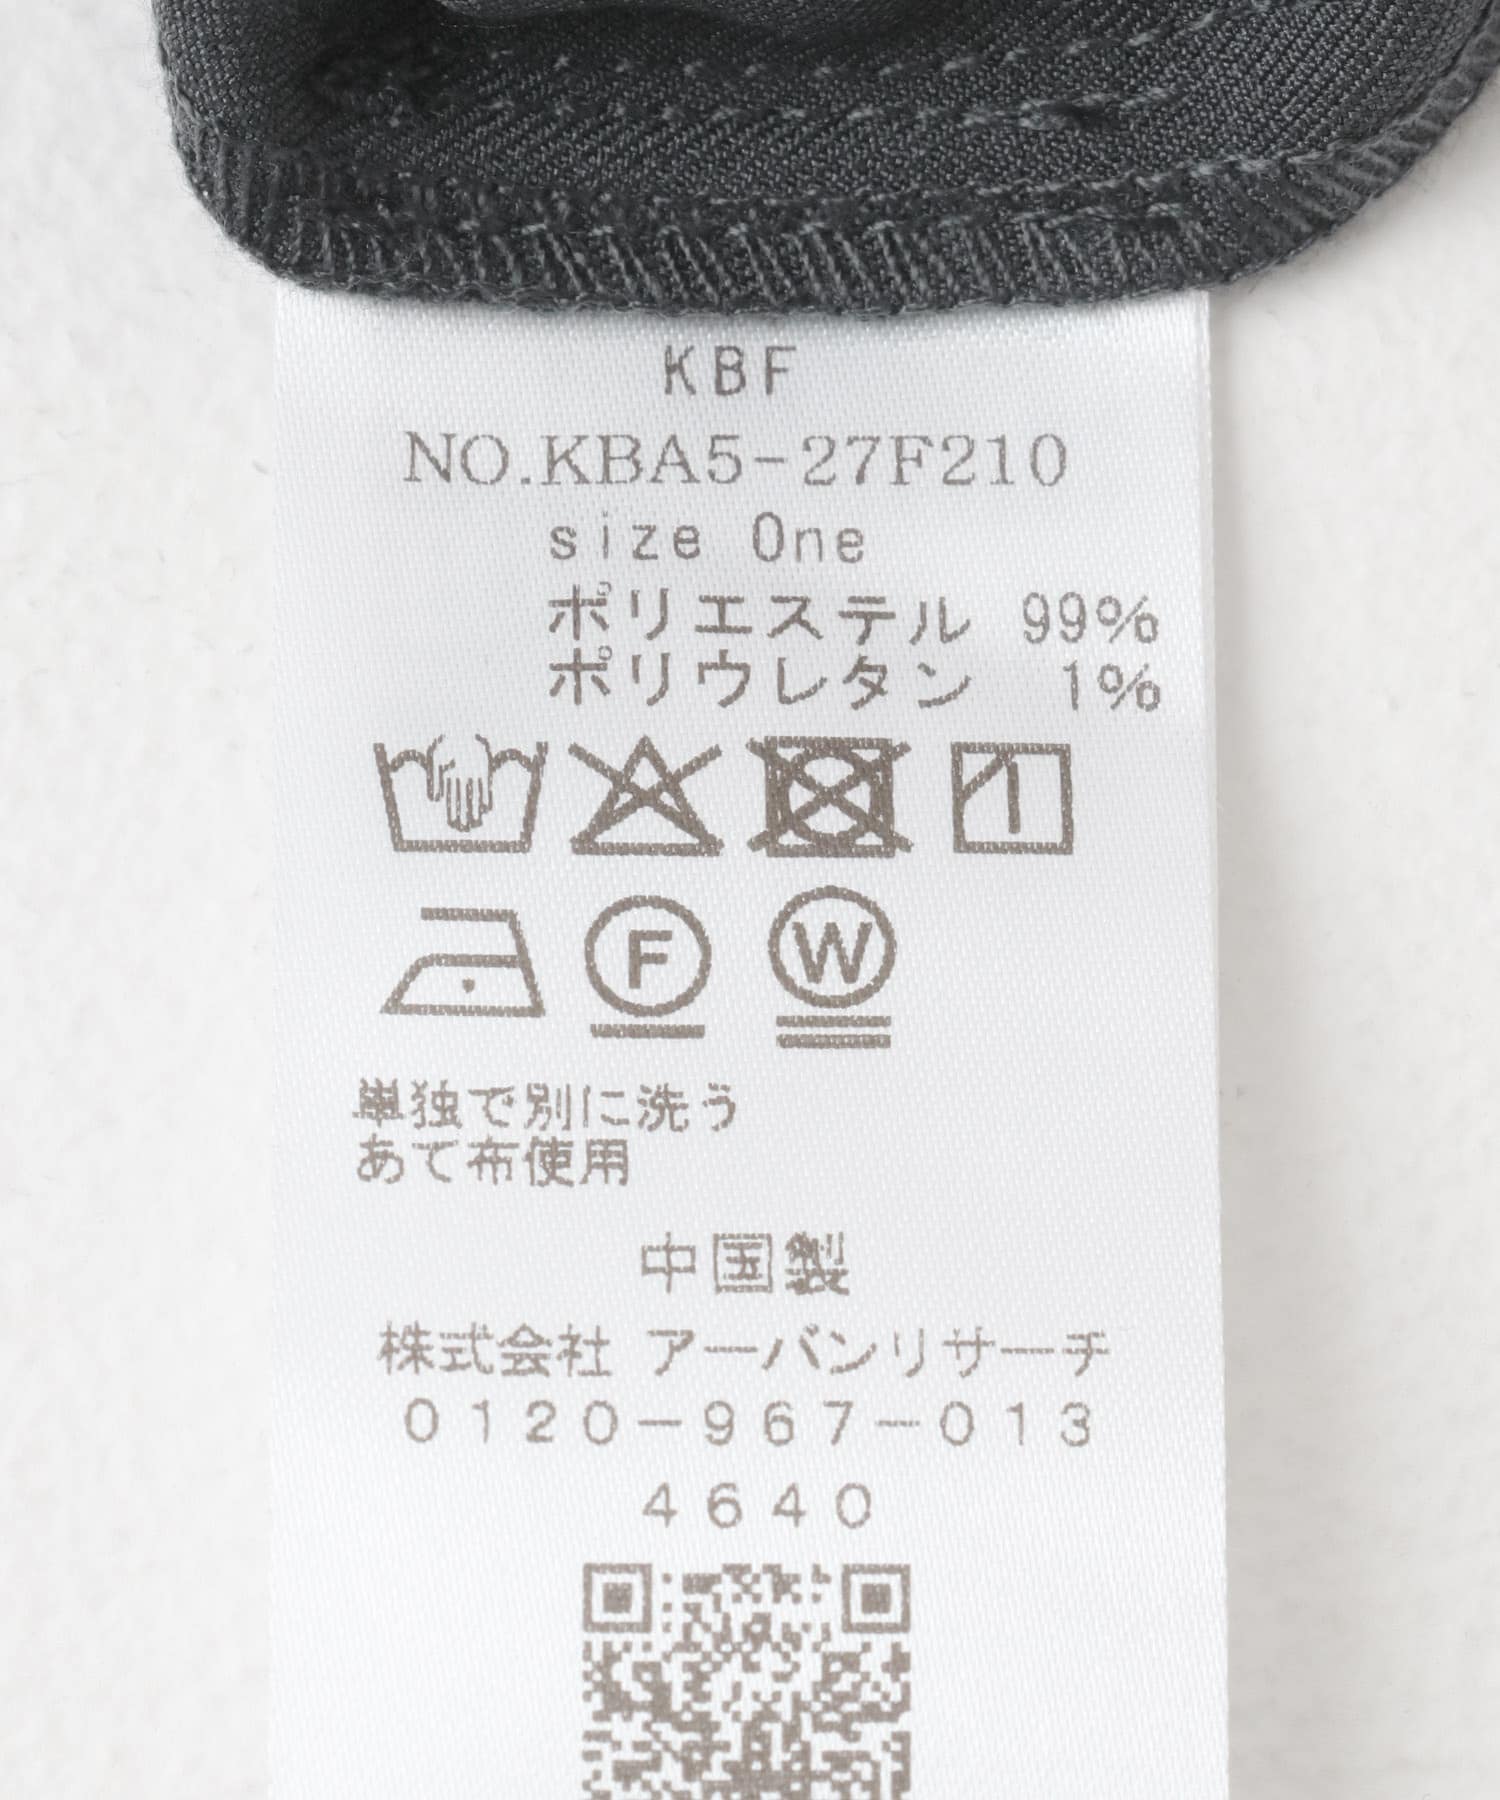 KBF
NO.KBA5-27F210
size One
ポリエステル 99%
ポリウレタン 1%
F
W
単独で別に洗う
あて布使用
中国製
株式会社 アーバンリサーチ
0120-967-013
4640